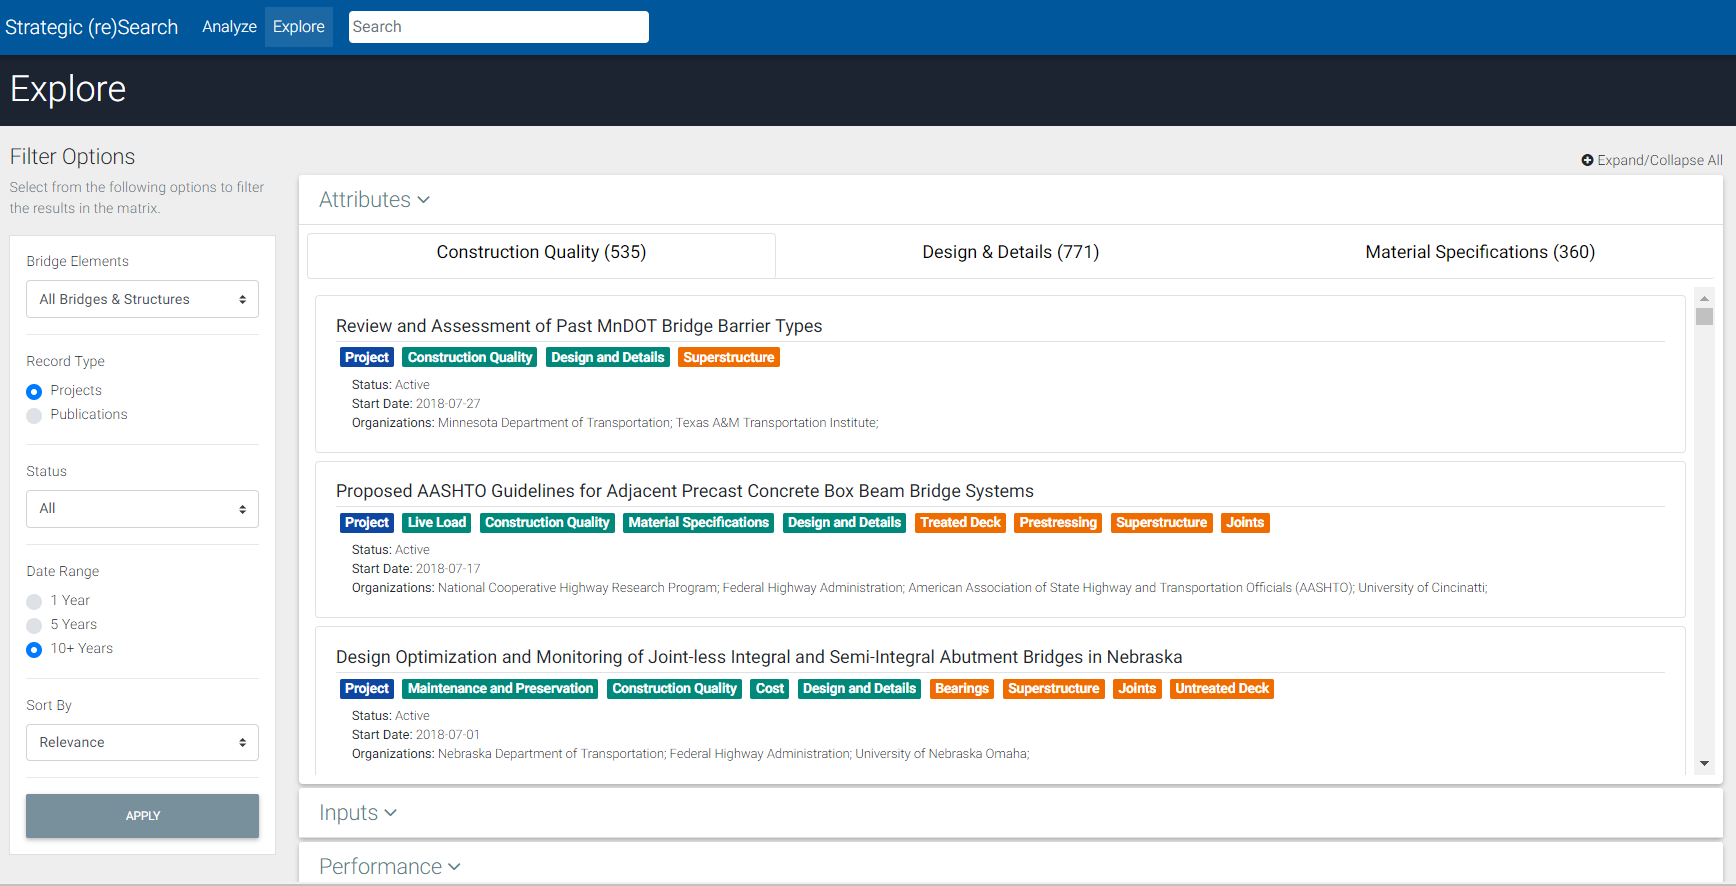 Strategic (re)Search Analyze Explore Search
Explore
Filter Options
Expand/Collapse All
Select from the following options to filter
the results in the matrix.
Bridge Elements
All Bridges & Structures
Record Type
Projects
Publications
Status
All
Date Range
1 Year
5 Years
10+ Years
Sort By
Relevance
APPLY
Attributes
Construction Quality (535) Design & Details (771) Material Specifications (360)
Review and Assessment of Past MnDOT Bridge Barrier Types
Project Construction Quality Design and Details Superstructure
Status: Active
Start Date: 2018-07-27
Organizations: Minnesota Department of Transportation; Texas A&M Transportation Institute;
Proposed AASHTO Guidelines for Adjacent Precast Concrete Box Beam Bridge Systems
Project Live Load Construction Quality Material Specifications Design and Details Treated Deck Prestressing Superstructure Joints
Status: Active
Start Date: 2018-07-17
Organizations: National Cooperative Highway Research Program; Federal Highway Administration; American Association of State Highway and Transportation Officials (AASHTO); University of Cincinatti;
Design Optimization and Monitoring of Joint-less Integral and Semi-Integral Abutment Bridges in Nebraska
Project Maintenance and Preservation Construction Quality Cost Design and Details Bearings Superstructure Joints Untreated Deck
Status: Active
Start Date: 2018-07-01
Organizations: Nebraska Department of Transportation; Federal Highway Administration; University of Nebraska Omaha;
Inputs
Performance